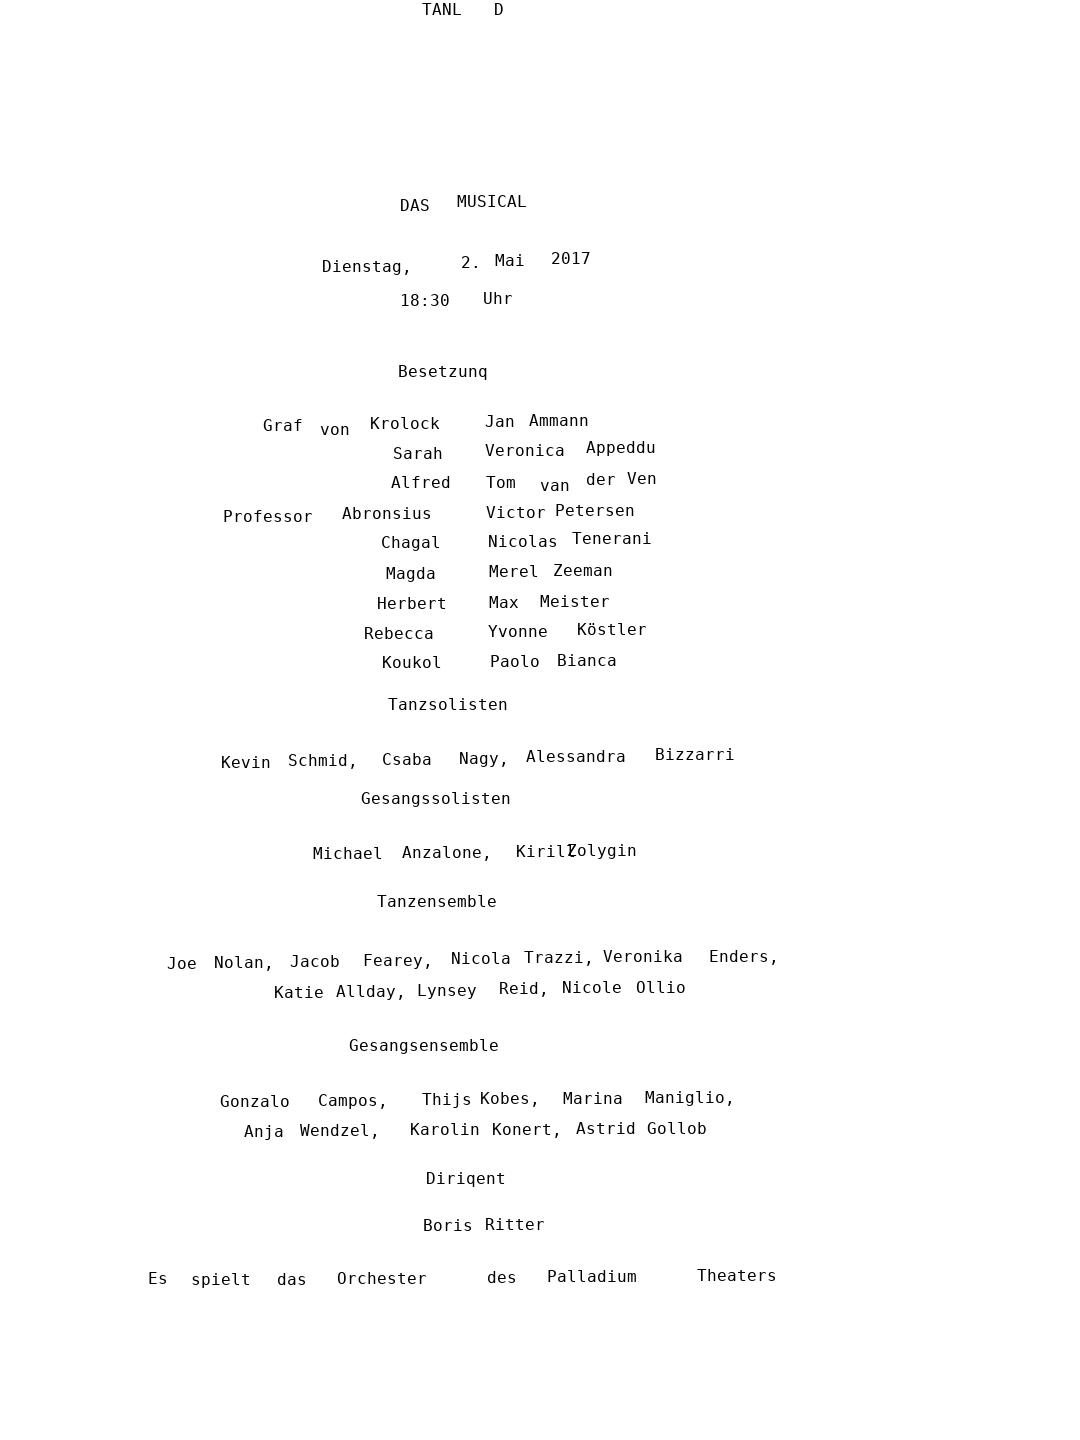 TANL D
DAS MUSICAL
Dienstag, 2. Mai 2017
18:30 Uhr
Besetzunq
Graf von Krolock Jan Ammann
Sarah Veronica Appeddu
Alfred Tom van der Ven
Professor Abronsius Victor Petersen
Chagal Nicolas Tenerani
Magda Merel Zeeman
Herbert Max Meister
Rebecca Yvonne Köstler
Koukol Paolo Bianca
Tanzsolisten
Kevin Schmid, Csaba Nagy, Alessandra Bizzarri
Gesangssolisten
Michael Anzalone, Kirill Zolygin
Tanzensemble
Joe Nolan, Jacob Fearey, Nicola Trazzi, Veronika Enders,
Katie Allday, Lynsey Reid, Nicole Ollio
Gesangsensemble
Gonzalo Campos, Thijs Kobes, Marina Maniglio,
Anja Wendzel, Karolin Konert, Astrid Gollob
Diriqent
Boris Ritter
Es spielt das Orchester des Palladium Theaters